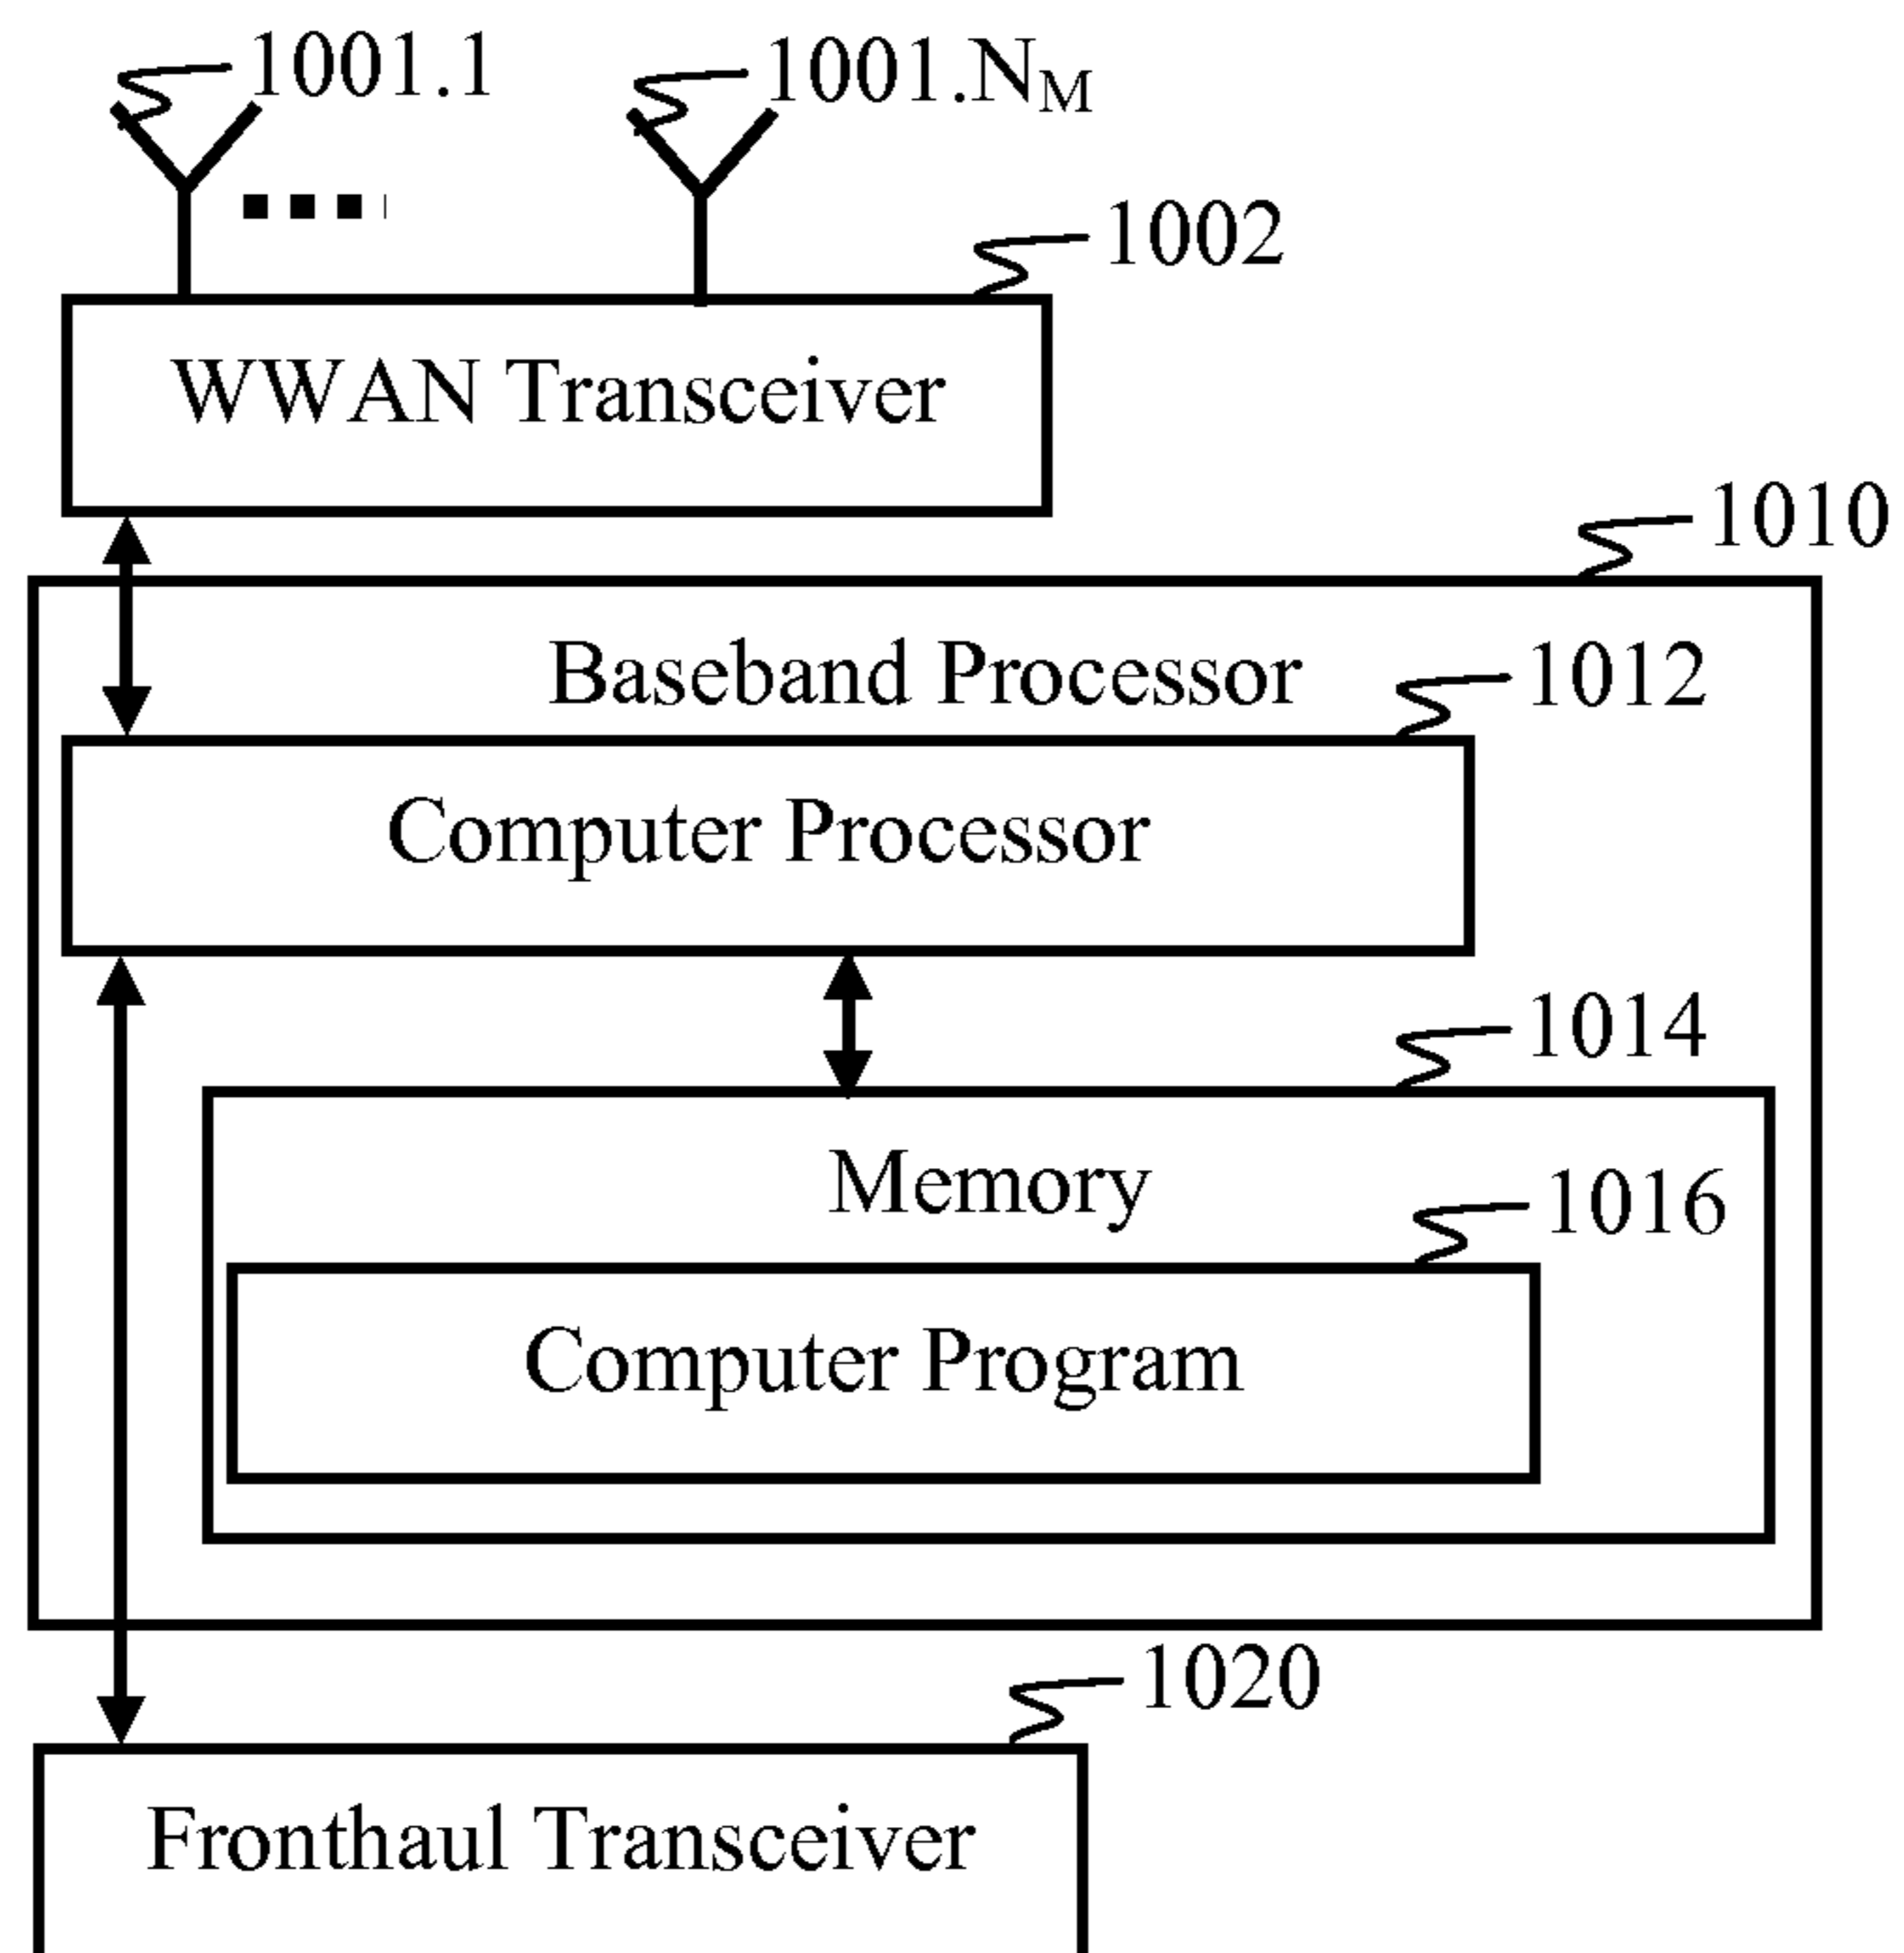 1001.1
1001.NM
1002
WWAN Transceiver
1010
Baseband Processor
1012
Computer Processor
1014
Memory
1016
Computer Program
1020
Fronthaul Transceiver